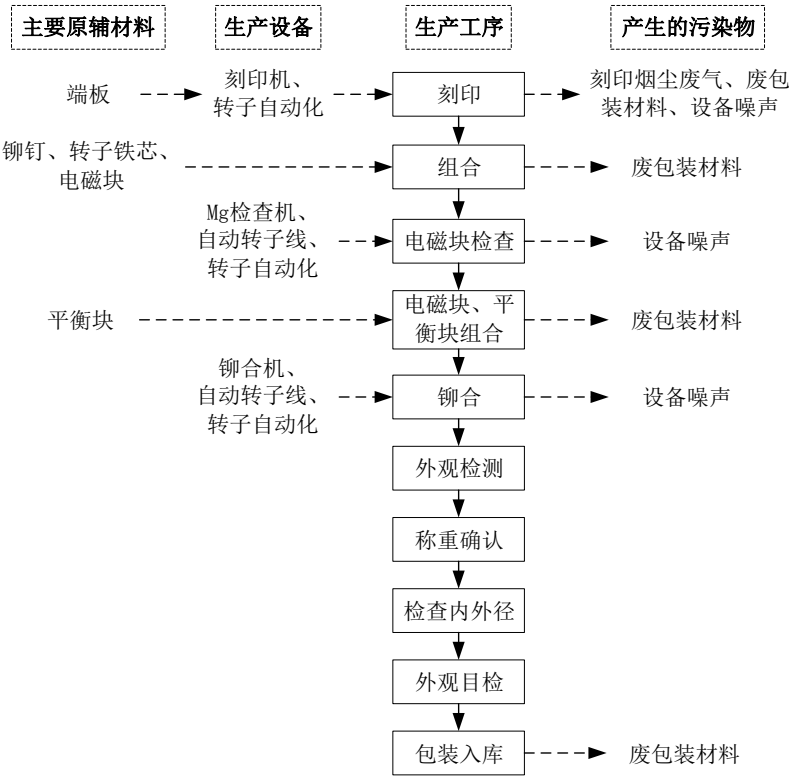 主要原辅材料
生产设备
生产工序
产生的污染物
端板
刻印机、
转子自动化
刻印
刻印烟尘废气、废包
装材料、设备噪声
铆钉、转子铁芯、
电磁块
组合
废包装材料
Mg检查机、
自动转子线、
转子自动化
电磁块检查
设备噪声
平衡块
电磁块、平
衡块组合
废包装材料
铆合机、
自动转子线、
转子自动化
铆合
设备噪声
外观检测
称重确认
检查内外径
外观目检
包装入库
废包装材料